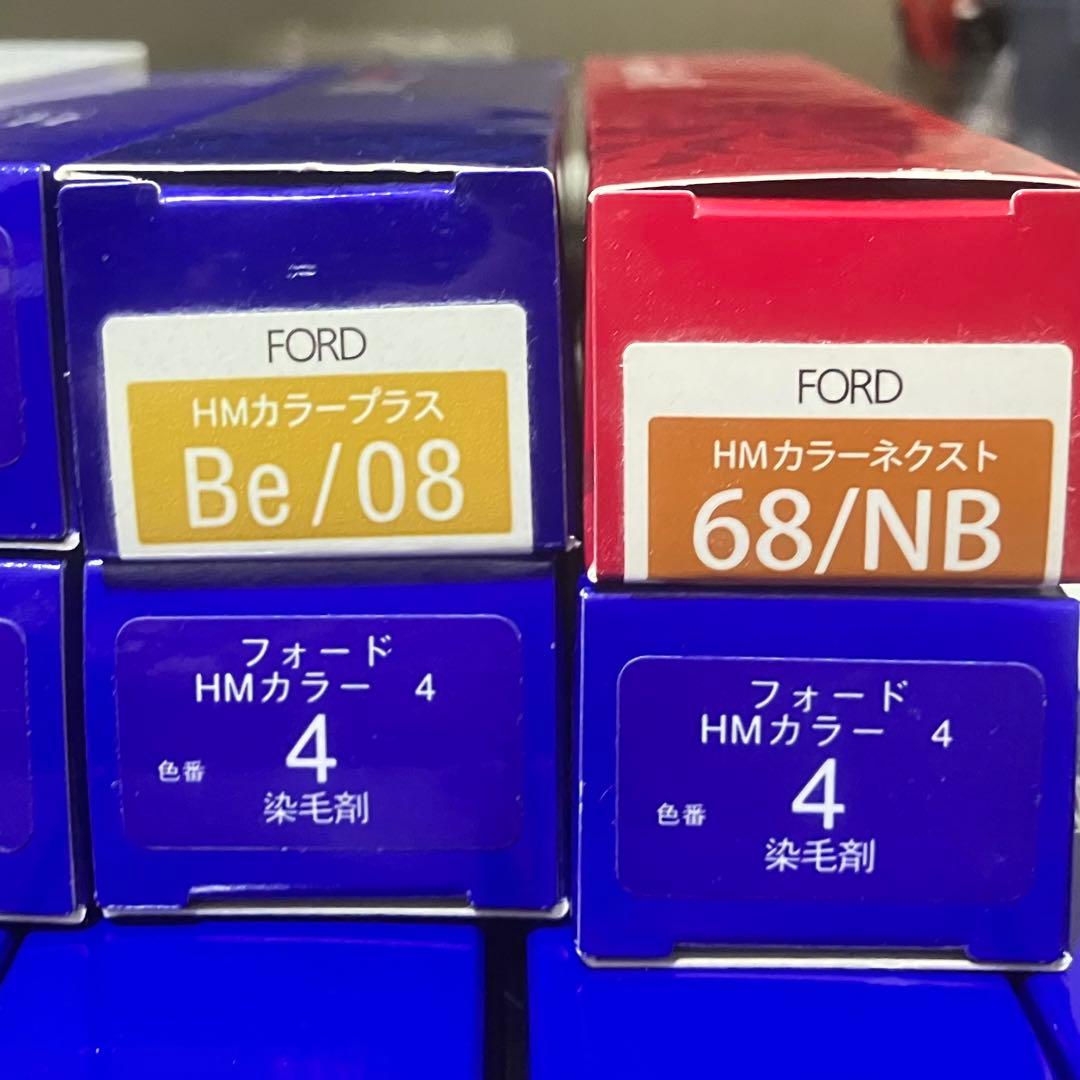 FORD
HMカラープラス
Be/08
FORD
HMカラーネクスト
68/NB
フォード
HMカラー 4
色番 4
染毛剤
フォード
HMカラー 4
色番 4
染毛剤